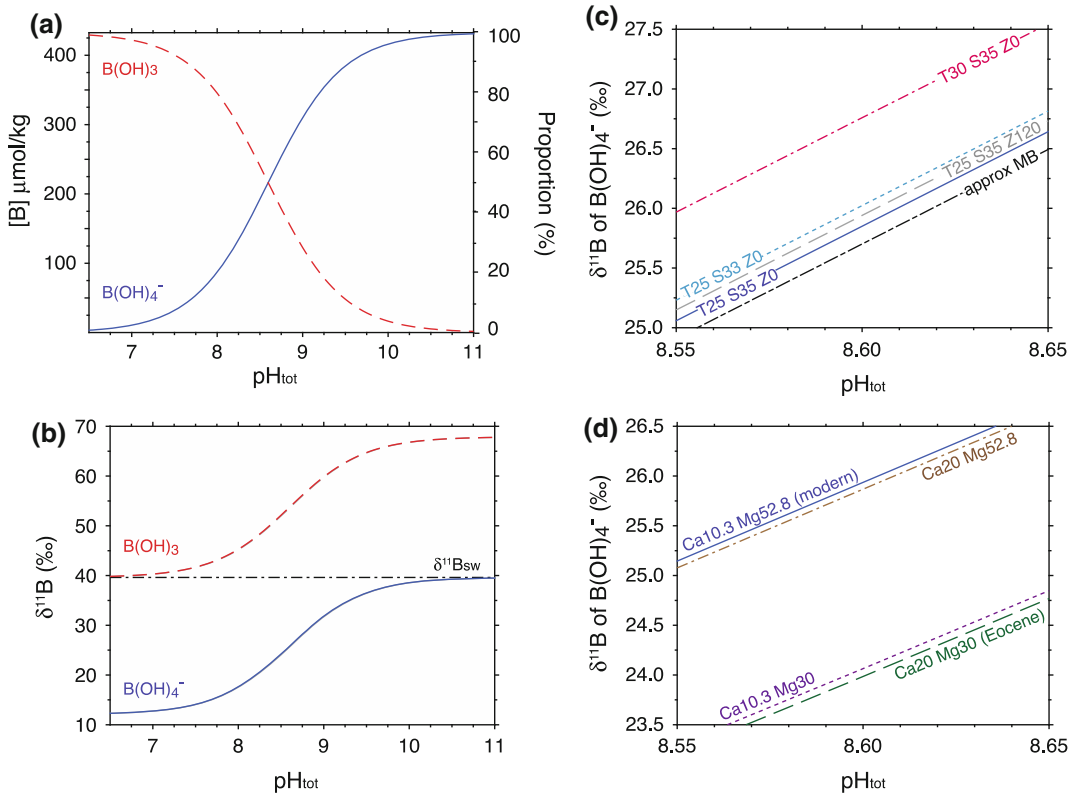 (a)
400
300
200
100
[B] μmol/kg
B(OH)3
B(OH)4-
100
80
60
40
20
0
Proportion (%)
7 8 9 10 11
pHtot
(c)
27.5
27.0
26.5
26.0
25.5
25.0
δ11B of B(OH)4- (‰)
T30 S35 Z0
T25 S35 Z120
approx MB
T25 S33 Z0
T25 S35 Z0
8.55 8.60 8.65
pHtot
(b)
70
60
50
40
30
20
10
δ11B (‰)
B(OH)3
δ11Bsw
B(OH)4-
7 8 9 10 11
pHtot
(d)
26.5
26.0
25.5
25.0
24.5
24.0
23.5
δ11B of B(OH)4- (‰)
Ca10.3 Mg52.8 (modern)
Ca20 Mg52.8
Ca10.3 Mg30
Ca20 Mg30 (Eocene)
8.55 8.60 8.65
pHtot